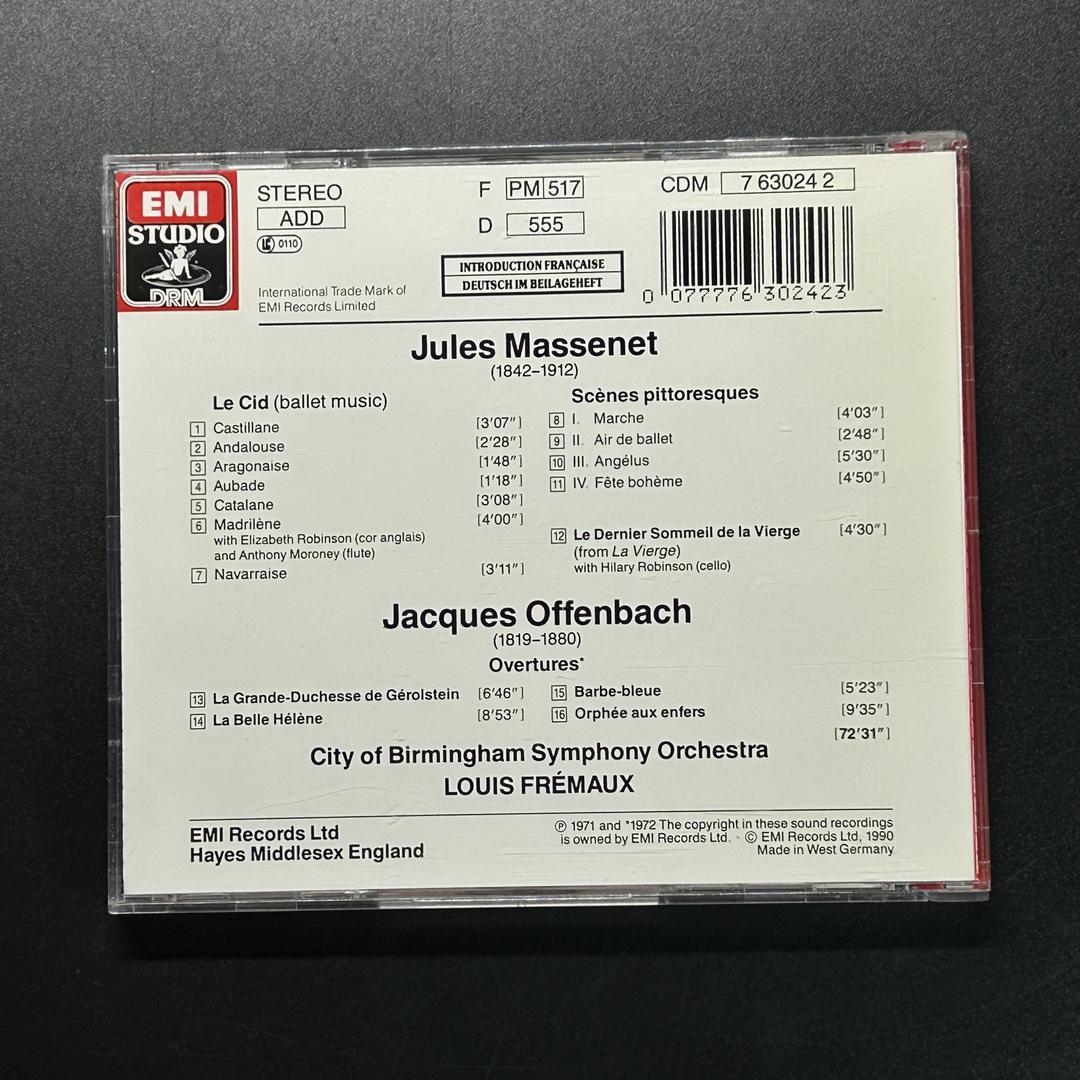 EMI
STUDIO
DRM
STEREO
ADD
LC 0110
International Trade Mark of
EMI Records Limited
F PM 517
D 555
INTRODUCTION FRANÇAISE
DEUTSCH IM BEILAGEHEFT
CDM 7 63024 2
0 077776 302423
Jules Massenet
(1842–1912)
Le Cid (ballet music)
1 Castillane [3'07"]
2 Andalouse [2'28"]
3 Aragonaise [1'48"]
4 Aubade [1'18"]
5 Catalane [3'08"]
6 Madrilène [4'00"]
with Elizabeth Robinson (cor anglais)
and Anthony Moroney (flute)
7 Navarraise [3'11"]
Scènes pittoresques
8 I. Marche [4'03"]
9 II. Air de ballet [2'48"]
10 III. Angélus [5'30"]
11 IV. Fête bohème [4'50"]
12 Le Dernier Sommeil de la Vierge [4'30"]
(from La Vierge)
with Hilary Robinson (cello)
Jacques Offenbach
(1819–1880)
Overtures*
13 La Grande-Duchesse de Gérolstein [6'46"]
14 La Belle Hélène [8'53"]
15 Barbe-bleue [5'23"]
16 Orphée aux enfers [9'35"]
[72'31"]
City of Birmingham Symphony Orchestra
LOUIS FRÉMAUX
EMI Records Ltd
Hayes Middlesex England
℗ 1971 and *1972 The copyright in these sound recordings
is owned by EMI Records Ltd. · © EMI Records Ltd, 1990
Made in West Germany